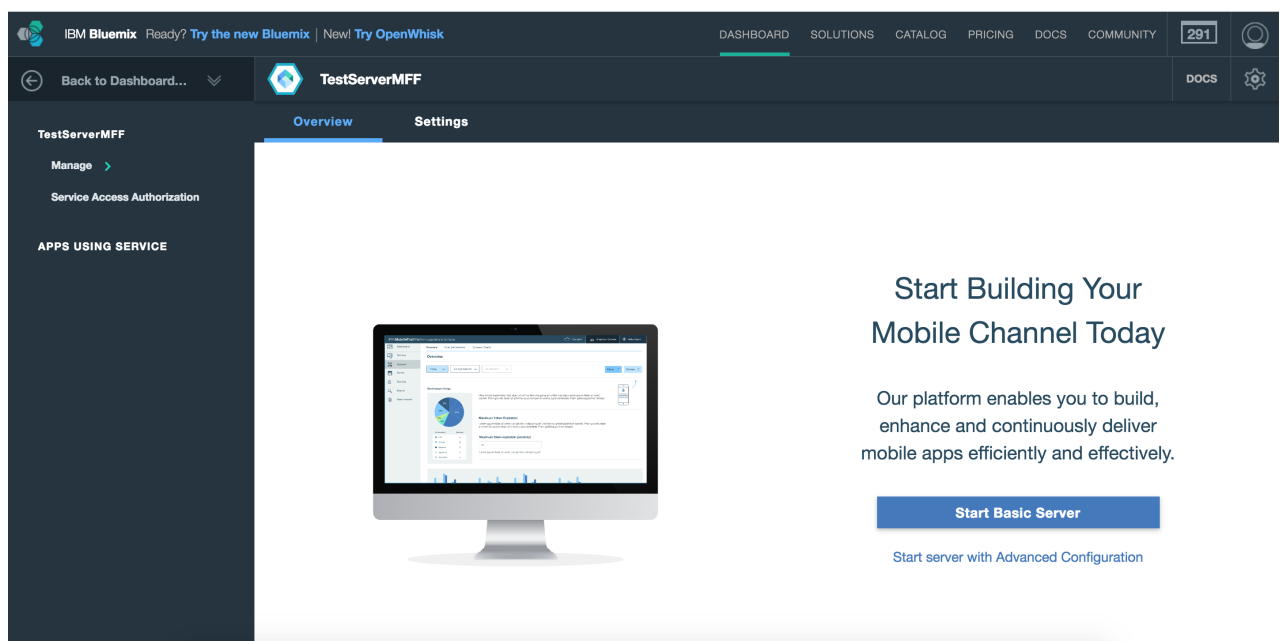 IBM Bluemix Ready? Try the new Bluemix | New! Try OpenWhisk
DASHBOARD SOLUTIONS CATALOG PRICING DOCS COMMUNITY 291
Back to Dashboard...
TestServerMFF
DOCS
TestServerMFF
Manage
Service Access Authorization
APPS USING SERVICE
Overview Settings
Overview
Start Building Your
Mobile Channel Today
Our platform enables you to build,
enhance and continuously deliver
mobile apps efficiently and effectively.
Start Basic Server
Start server with Advanced Configuration